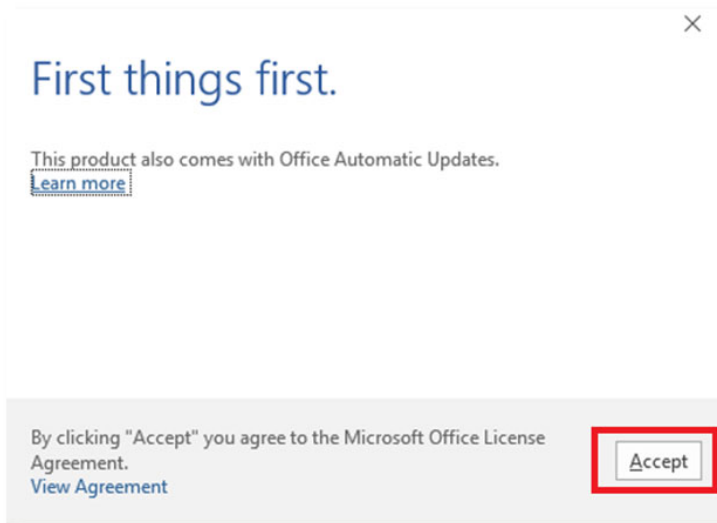 First things first.
This product also comes with Office Automatic Updates.
Learn more
By clicking "Accept" you agree to the Microsoft Office License
Agreement.
View Agreement
Accept